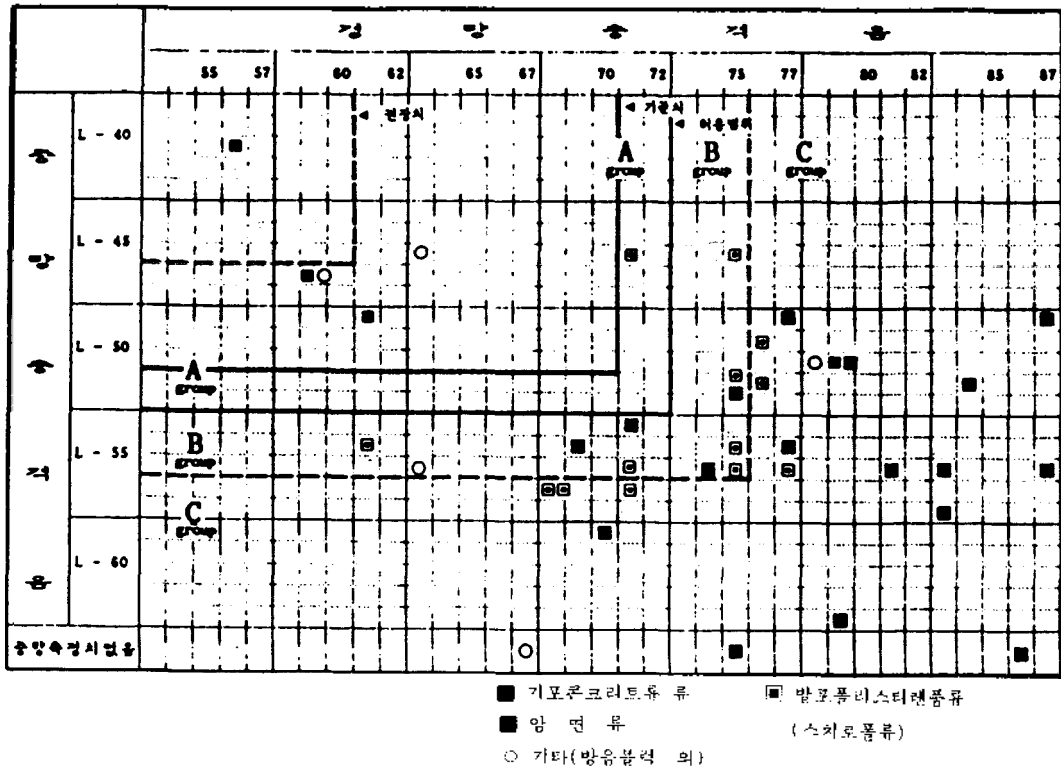 경 량 충 격 음
55 57 60 62 65 67 70 72 75 77 80 82 85 87
권장치
기준치
허용범위
A group
B group
C group
중 량 충 격 음
L - 40
L - 45
L - 50
A group
B group
L - 55
C group
L - 60
중량측정치없음
기포콘크리트류 류
발포폴리스티렌폼류
암 면 류
(스치로폴류)
기타(방음블럭 외)